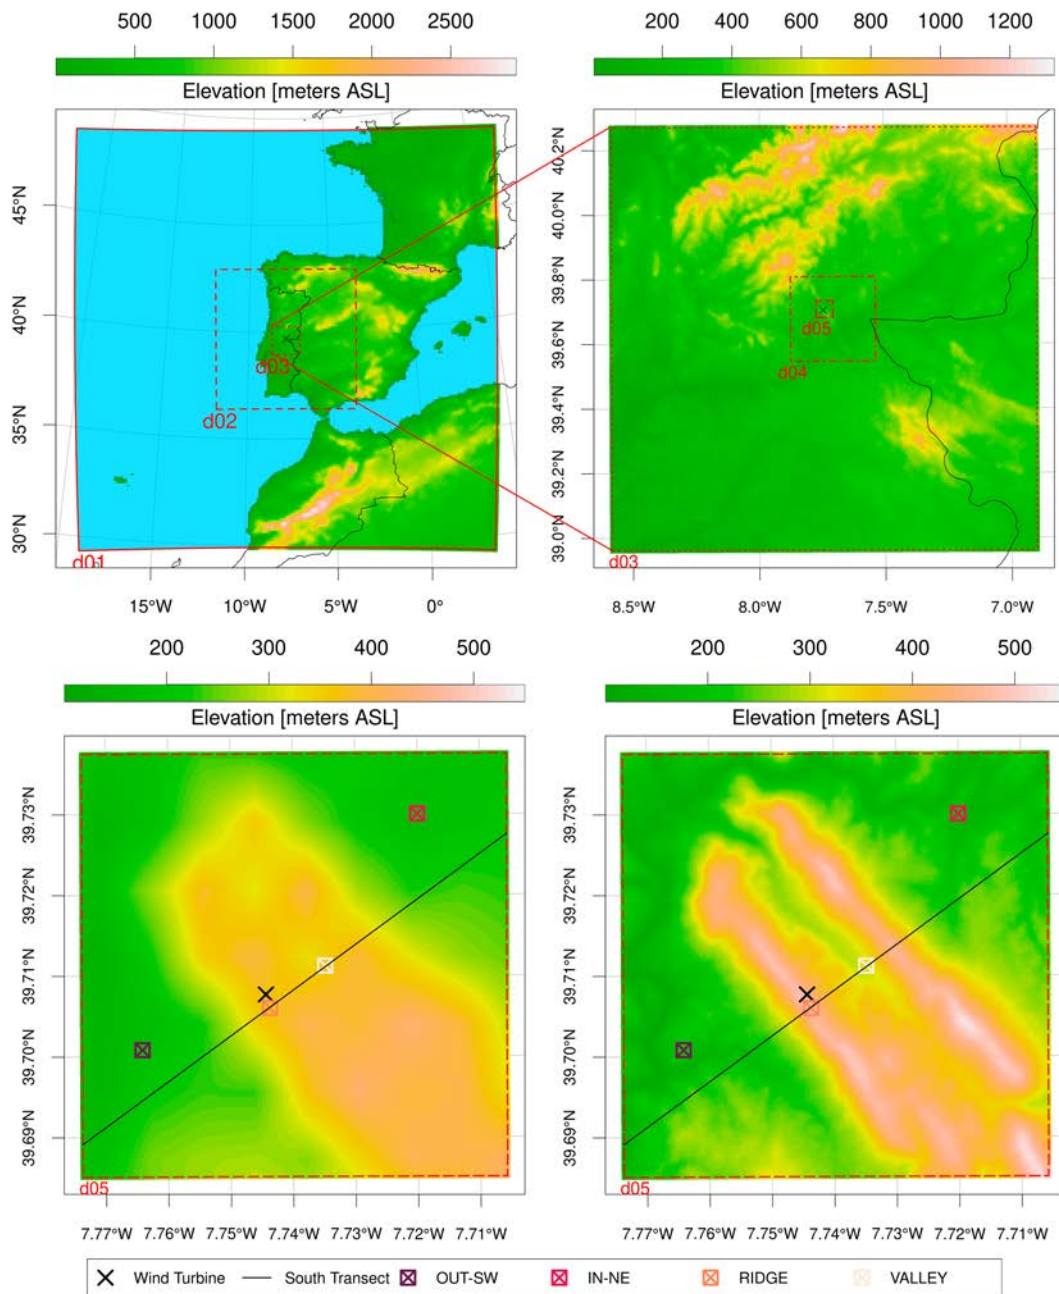 500 1000 1500 2000 2500
Elevation [meters ASL]
45°N
40°N
35°N
30°N
d01
d02
d03
15°W 10°W 5°W 0°
200 400 600 800 1000 1200
Elevation [meters ASL]
40.2°N
40.0°N
39.8°N
39.6°N
39.4°N
39.2°N
39.0°N
d05
d04
d03
8.5°W 8.0°W 7.5°W 7.0°W
200 300 400 500
Elevation [meters ASL]
39.73°N
39.72°N
39.71°N
39.70°N
39.69°N
d05
7.77°W 7.75°W 7.74°W 7.73°W 7.72°W 7.71°W
200 300 400 500
Elevation [meters ASL]
39.73°N
39.72°N
39.71°N
39.70°N
39.69°N
d05
7.77°W 7.76°W 7.75°W 7.74°W 7.73°W 7.72°W 7.71°W
Wind Turbine South Transect OUT-SW IN-NE RIDGE VALLEY